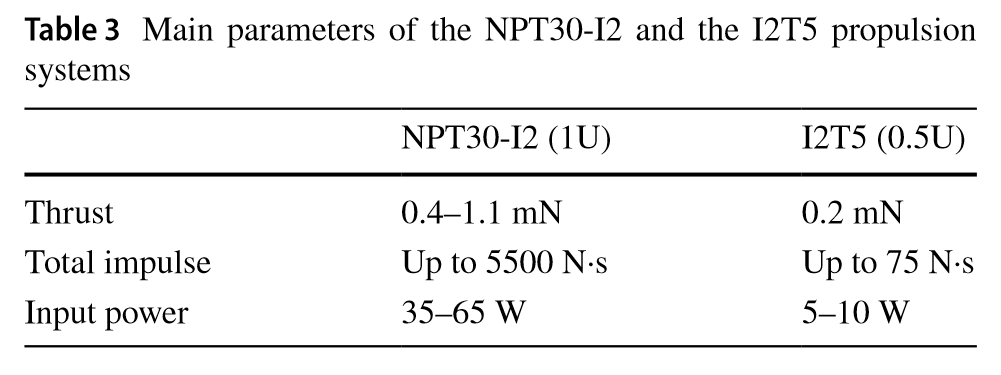 Table 3 Main parameters of the NPT30-I2 and the I2T5 propulsion
systems
NPT30-I2 (1U) I2T5 (0.5U)
Thrust 0.4–1.1 mN 0.2 mN
Total impulse Up to 5500 N·s Up to 75 N·s
Input power 35–65 W 5–10 W